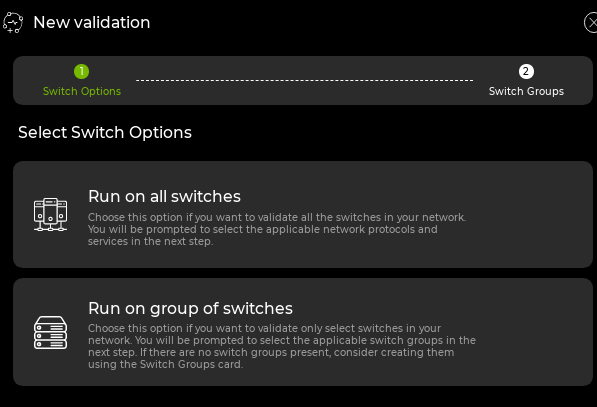 New validation
1
2
Switch Options
Switch Groups
Select Switch Options
Run on all switches
Choose this option if you want to validate all the switches in your network.
You will be prompted to select the applicable network protocols and
services in the next step.
Run on group of switches
Choose this option if you want to validate only select switches in your
network. You will be prompted to select the applicable switch groups in the
next step. If there are no switch groups present, consider creating them
using the Switch Groups card.